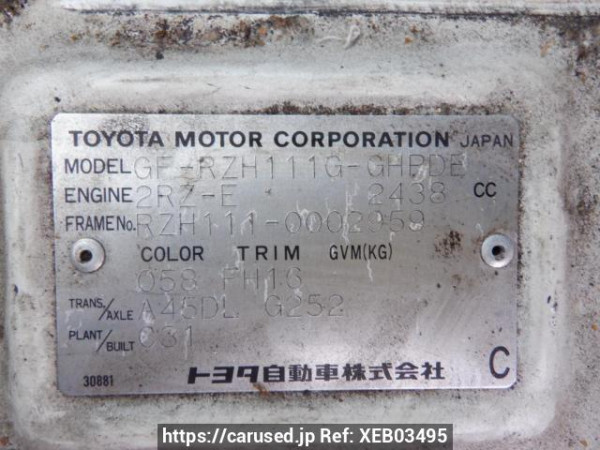 TOYOTA MOTOR CORPORATION JAPAN
MODEL GF-RZH111G-GHPDE
ENGINE 2RZ-E 2438 CC
FRAME No. RZH111-0002959
COLOR TRIM GVM(KG)
058 FH16
TRANS./AXLE A45DL G252
PLANT/BUILT C31
30881 トヨタ自動車株式会社 C
https://carused.jp Ref: XEB03495